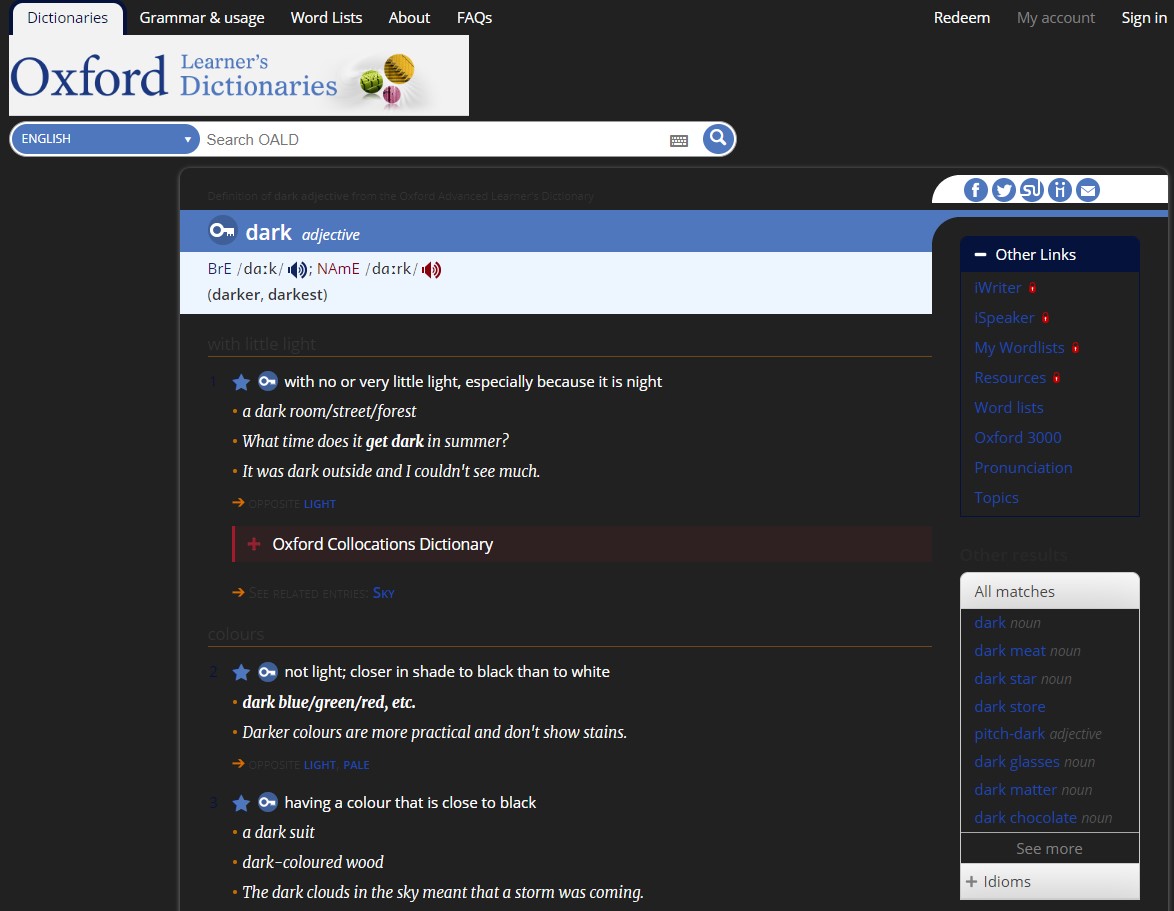 Dictionaries Grammar & usage Word Lists About FAQs Redeem My account Sign in
Oxford Learner's Dictionaries
ENGLISH Search OALD
Definition of dark adjective from the Oxford Advanced Learner's Dictionary
dark adjective
BrE /dɑːk/ ; NAmE /dɑːrk/
(darker, darkest)
with little light
1 with no or very little light, especially because it is night
• a dark room/street/forest
• What time does it get dark in summer?
• It was dark outside and I couldn't see much.
➔ OPPOSITE LIGHT
+ Oxford Collocations Dictionary
➔ SEE RELATED ENTRIES: SKY
colours
2 not light; closer in shade to black than to white
• dark blue/green/red, etc.
• Darker colours are more practical and don't show stains.
➔ OPPOSITE LIGHT, PALE
3 having a colour that is close to black
• a dark suit
• dark-coloured wood
• The dark clouds in the sky meant that a storm was coming.
Other Links
iWriter
iSpeaker
My Wordlists
Resources
Word lists
Oxford 3000
Pronunciation
Topics
Other results
All matches
dark noun
dark meat noun
dark star noun
dark store
pitch-dark adjective
dark glasses noun
dark matter noun
dark chocolate noun
See more
+ Idioms